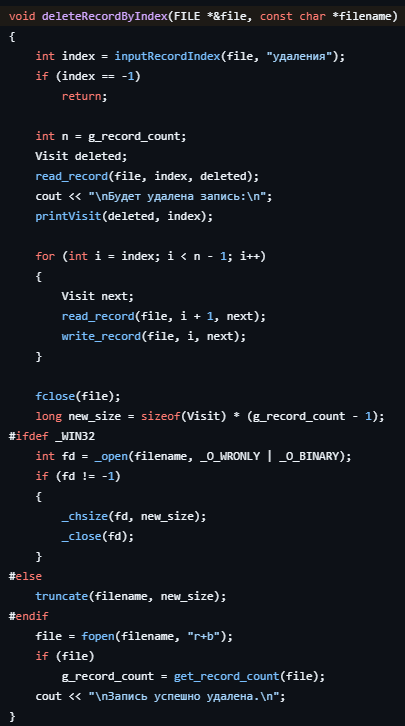 void deleteRecordByIndex(FILE *&file, const char *filename)
{
    int index = inputRecordIndex(file, "удаления");
    if (index == -1)
        return;

    int n = g_record_count;
    Visit deleted;
    read_record(file, index, deleted);
    cout << "\nБудет удалена запись:\n";
    printVisit(deleted, index);

    for (int i = index; i < n - 1; i++)
    {
        Visit next;
        read_record(file, i + 1, next);
        write_record(file, i, next);
    }

    fclose(file);
    long new_size = sizeof(Visit) * (g_record_count - 1);
#ifdef _WIN32
    int fd = _open(filename, _O_WRONLY | _O_BINARY);
    if (fd != -1)
    {
        _chsize(fd, new_size);
        _close(fd);
    }
#else
    truncate(filename, new_size);
#endif
    file = fopen(filename, "r+b");
    if (file)
        g_record_count = get_record_count(file);
    cout << "\nЗапись успешно удалена.\n";
}